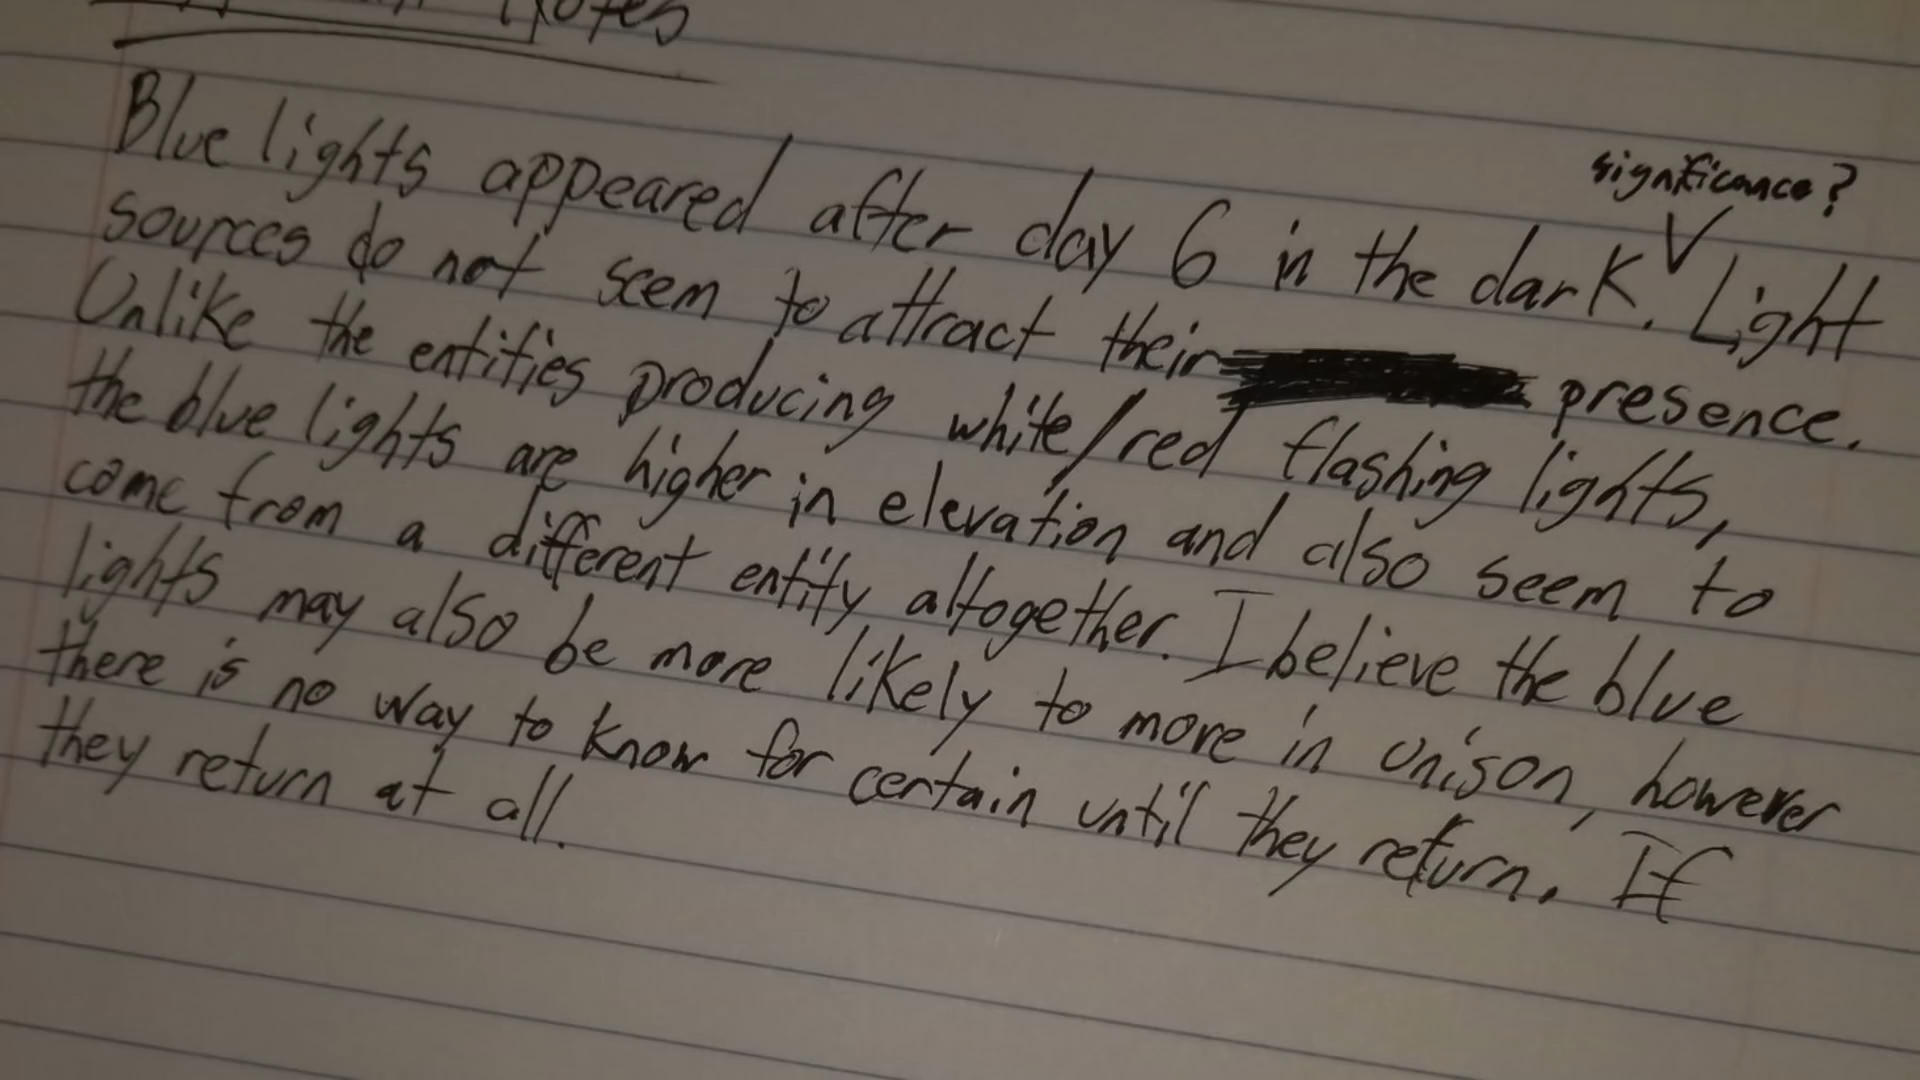 Notes
significance?
Blue lights appeared after day 6 in the dark. Light
sources do not seem to attract their presence.
Unlike the entities producing white/red flashing lights,
the blue lights are higher in elevation and also seem to
come from a different entity altogether. I believe the blue
lights may also be more likely to more in unison, however
there is no way to know for certain until they return. If
they return at all.